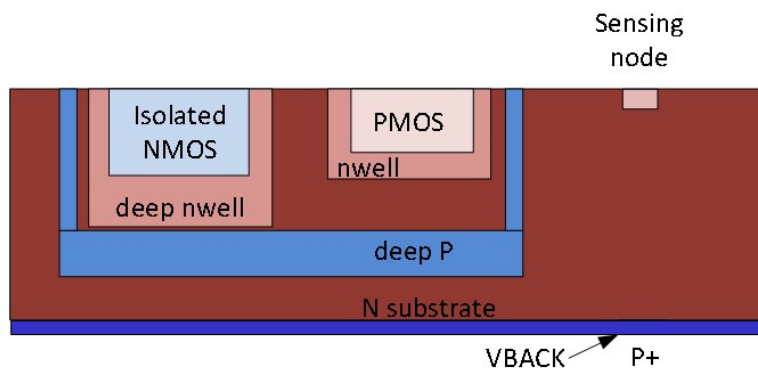 Sensing
node
Isolated
NMOS
PMOS
nwell
deep nwell
deep P
N substrate
VBACK
P+